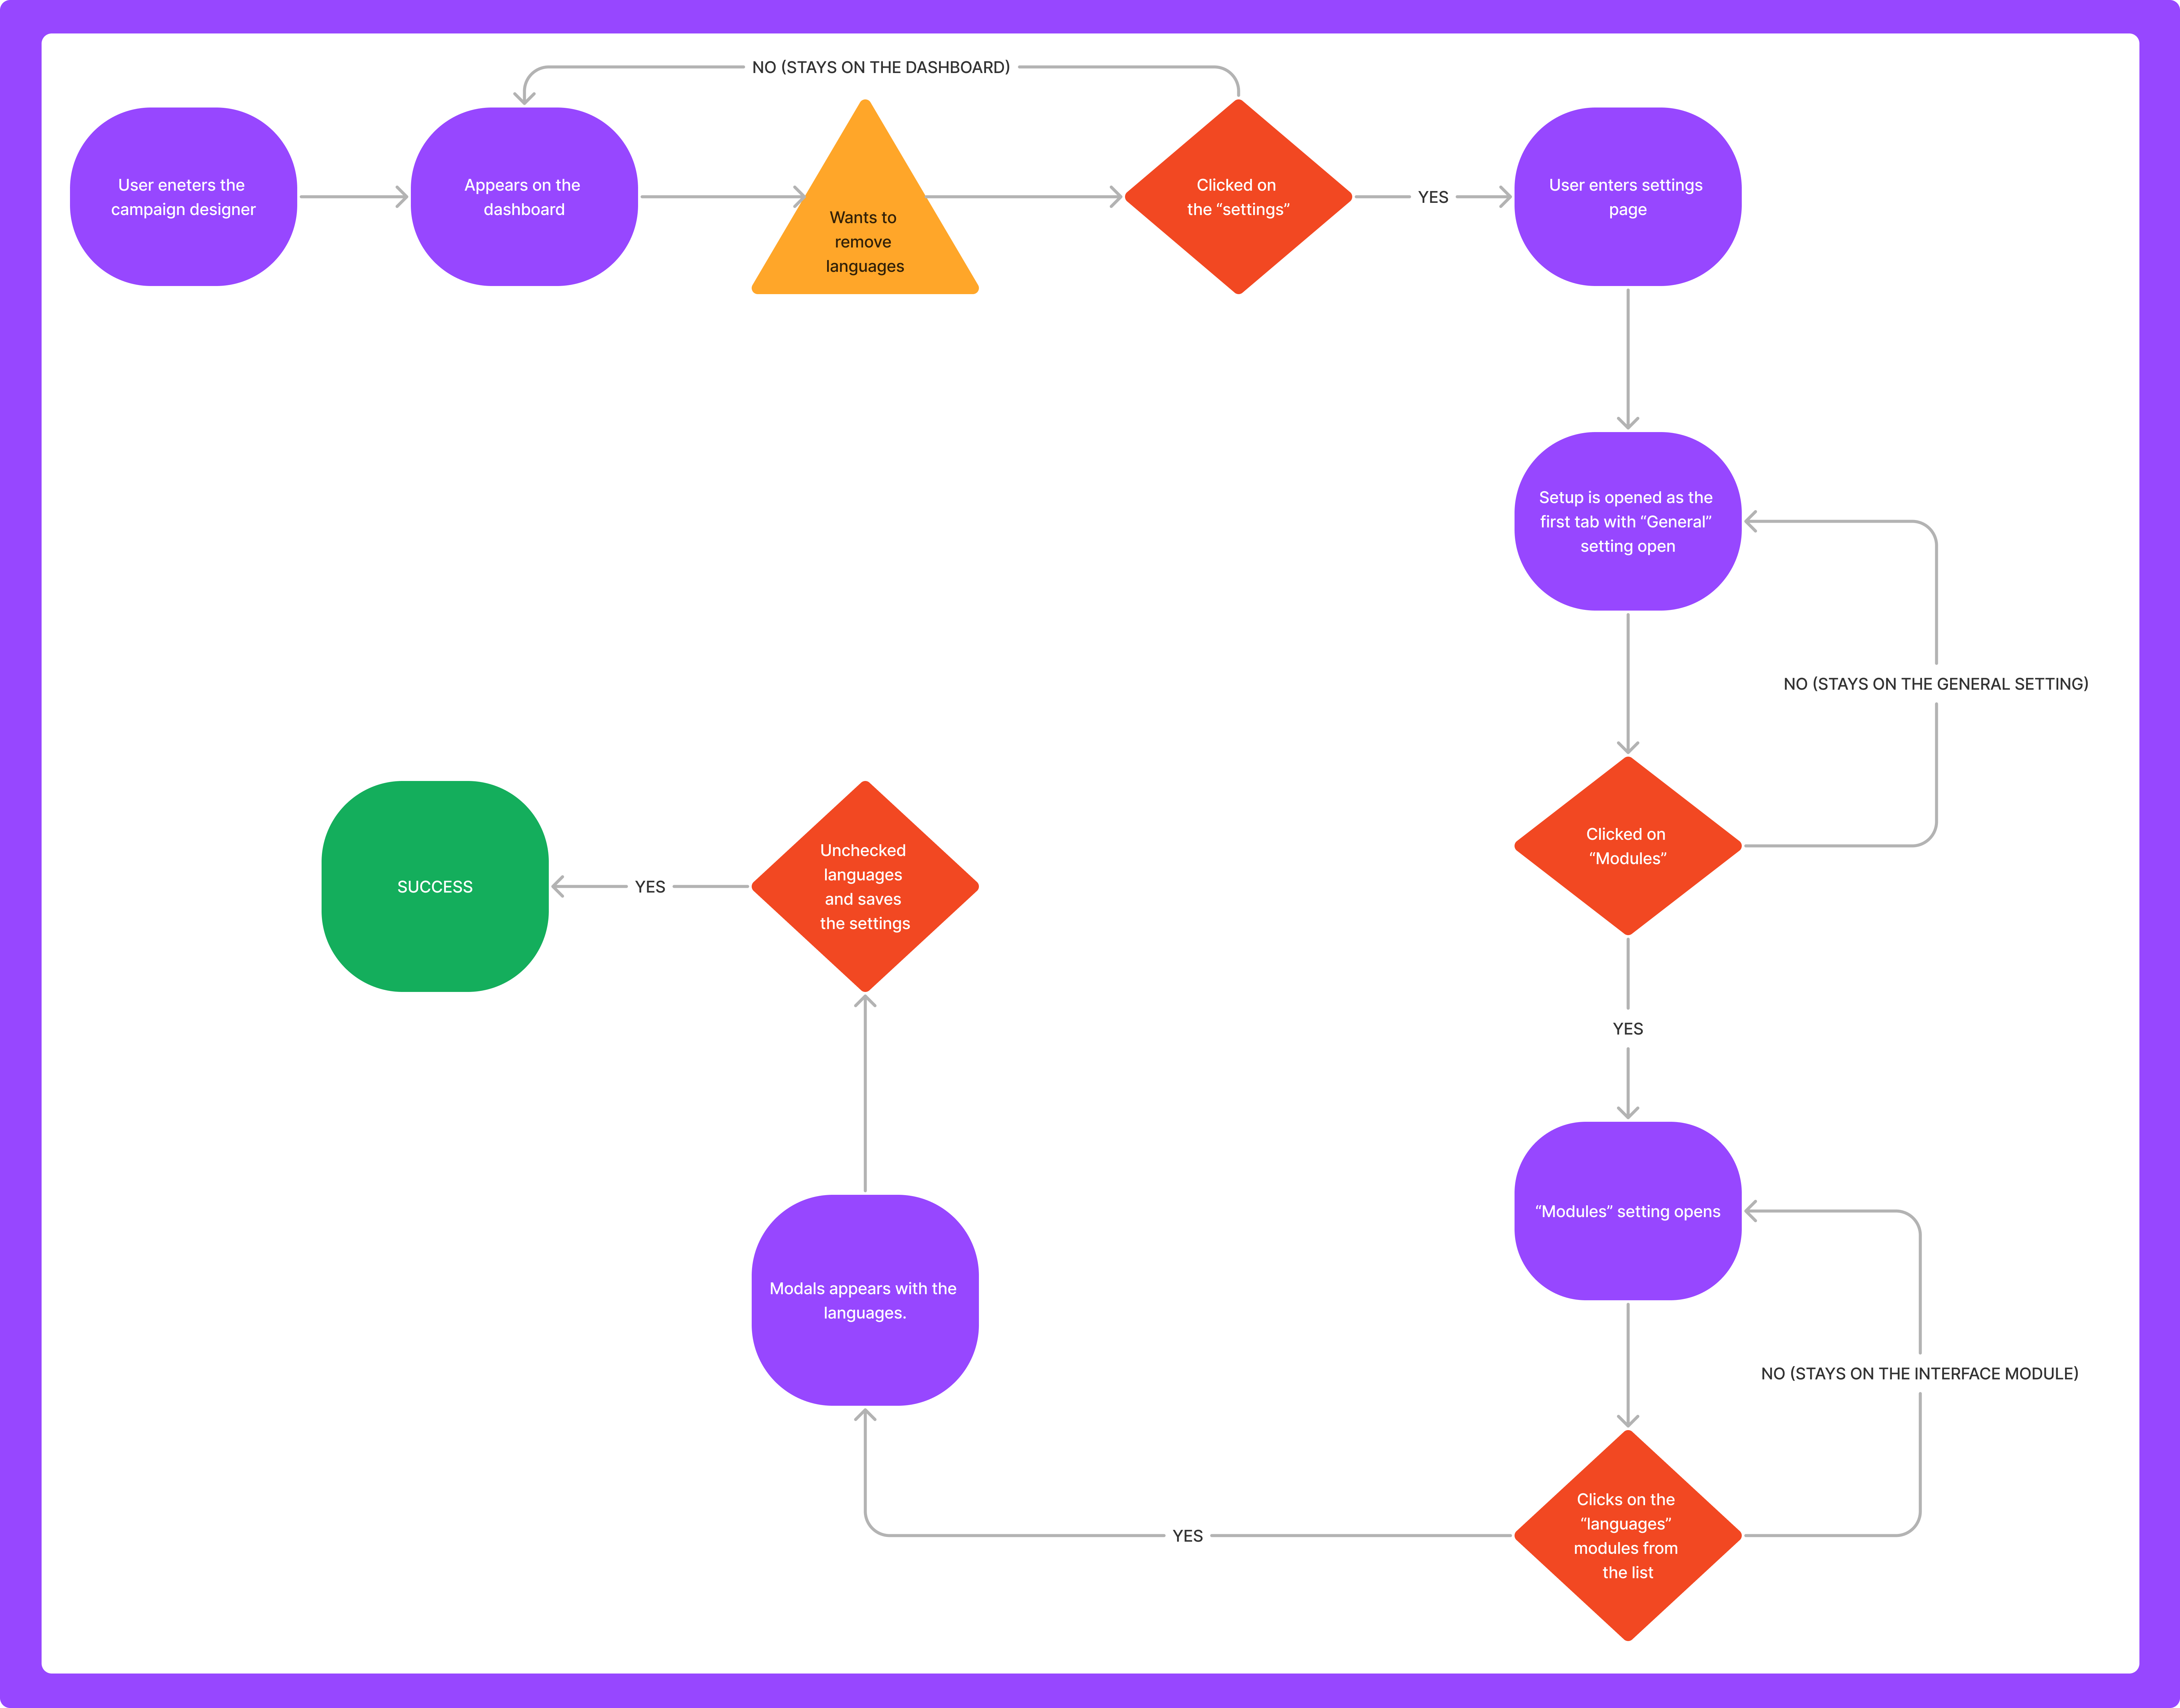 NO (STAYS ON THE DASHBOARD)
User eneters the
campaign designer
Appears on the
dashboard
Wants to
remove
languages
Clicked on
the “settings”
YES
User enters settings
page
Setup is opened as the
first tab with “General”
setting open
NO (STAYS ON THE GENERAL SETTING)
Clicked on
“Modules”
SUCCESS
YES
Unchecked
languages
and saves
the settings
YES
“Modules” setting opens
Modals appears with the
languages.
NO (STAYS ON THE INTERFACE MODULE)
Clicks on the
“languages”
modules from
the list
YES